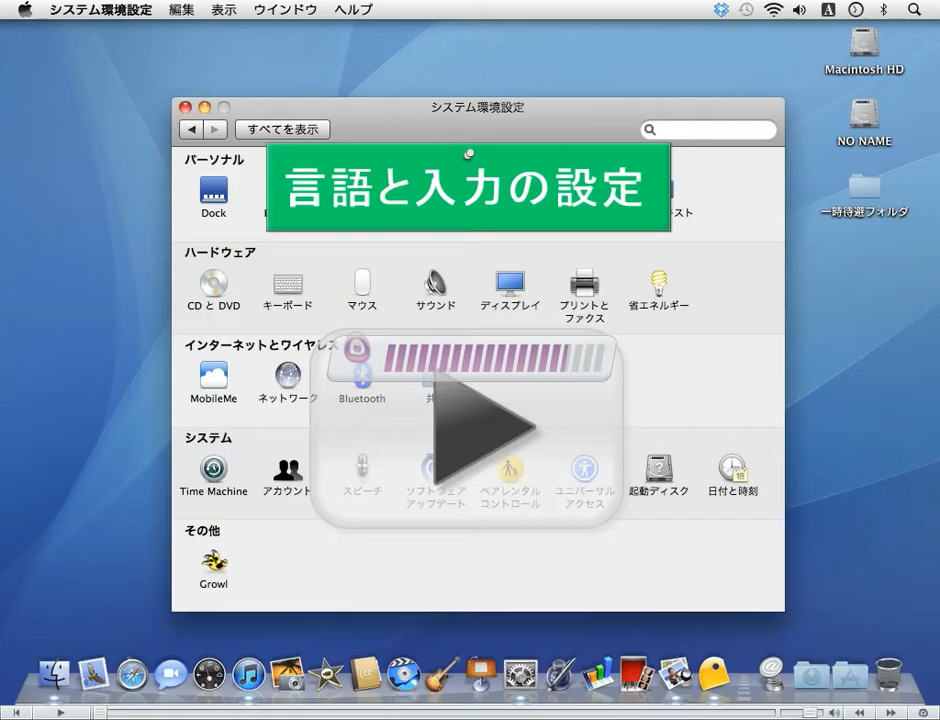 システム環境設定 編集 表示 ウインドウ ヘルプ
A
Macintosh HD
NO NAME
一時待避フォルダ
システム環境設定
すべてを表示
パーソナル
言語と入力の設定
Dock
スト
ハードウェア
CD と DVD キーボード マウス サウンド ディスプレイ プリントと
ファクス 省エネルギー
インターネットとワイヤレス
MobileMe ネットワーク Bluetooth 共
システム
Time Machine アカウント スピーチ ソフトウェア
アップデート ペアレンタル
コントロール ユニバーサル
アクセス 起動ディスク 日付と時刻
その他
Growl